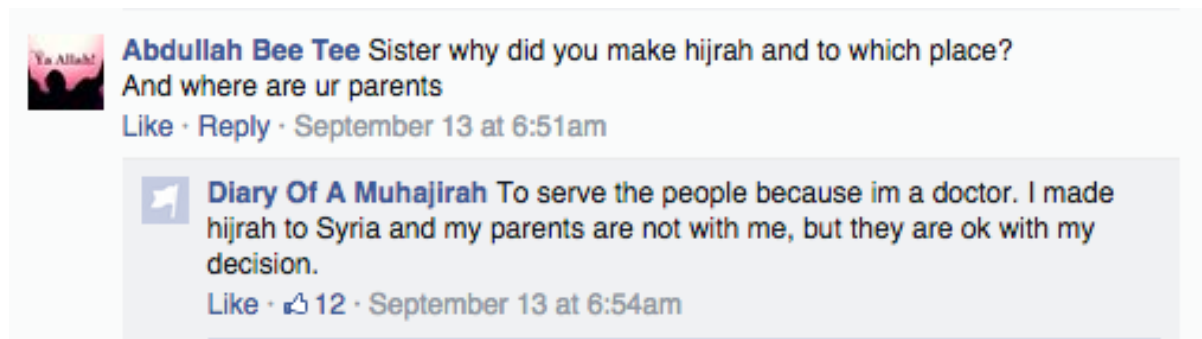 Ya Allah!
Abdullah Bee Tee Sister why did you make hijrah and to which place?
And where are ur parents
Like · Reply · September 13 at 6:51am
Diary Of A Muhajirah To serve the people because im a doctor. I made
hijrah to Syria and my parents are not with me, but they are ok with my
decision.
Like · 12 · September 13 at 6:54am